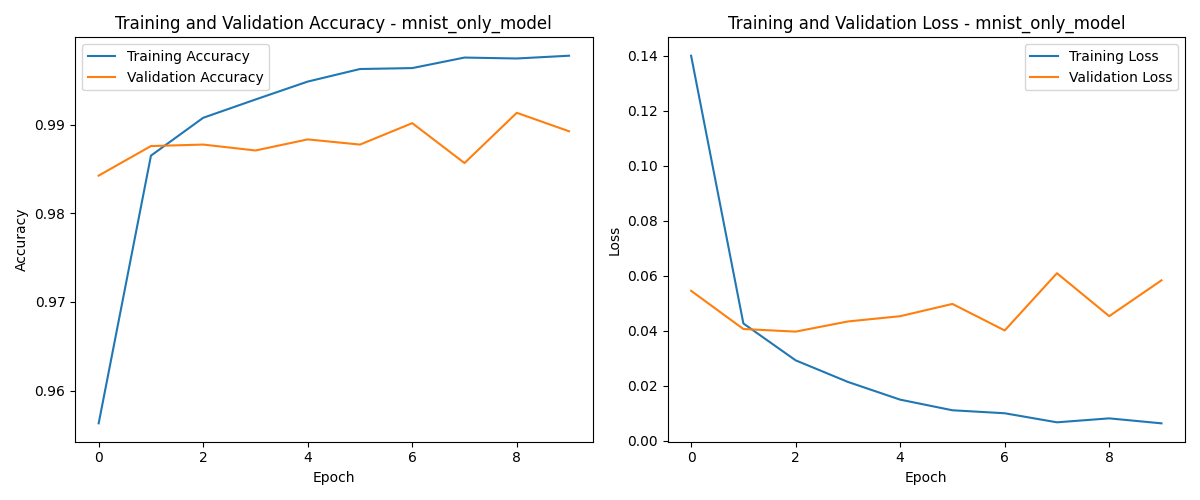 Training and Validation Accuracy - mnist_only_model
Training Accuracy
Validation Accuracy
0.99
0.98
0.97
0.96
Accuracy
0 2 4 6 8
Epoch
Training and Validation Loss - mnist_only_model
Training Loss
Validation Loss
0.14
0.12
0.10
0.08
0.06
0.04
0.02
0.00
Loss
0 2 4 6 8
Epoch